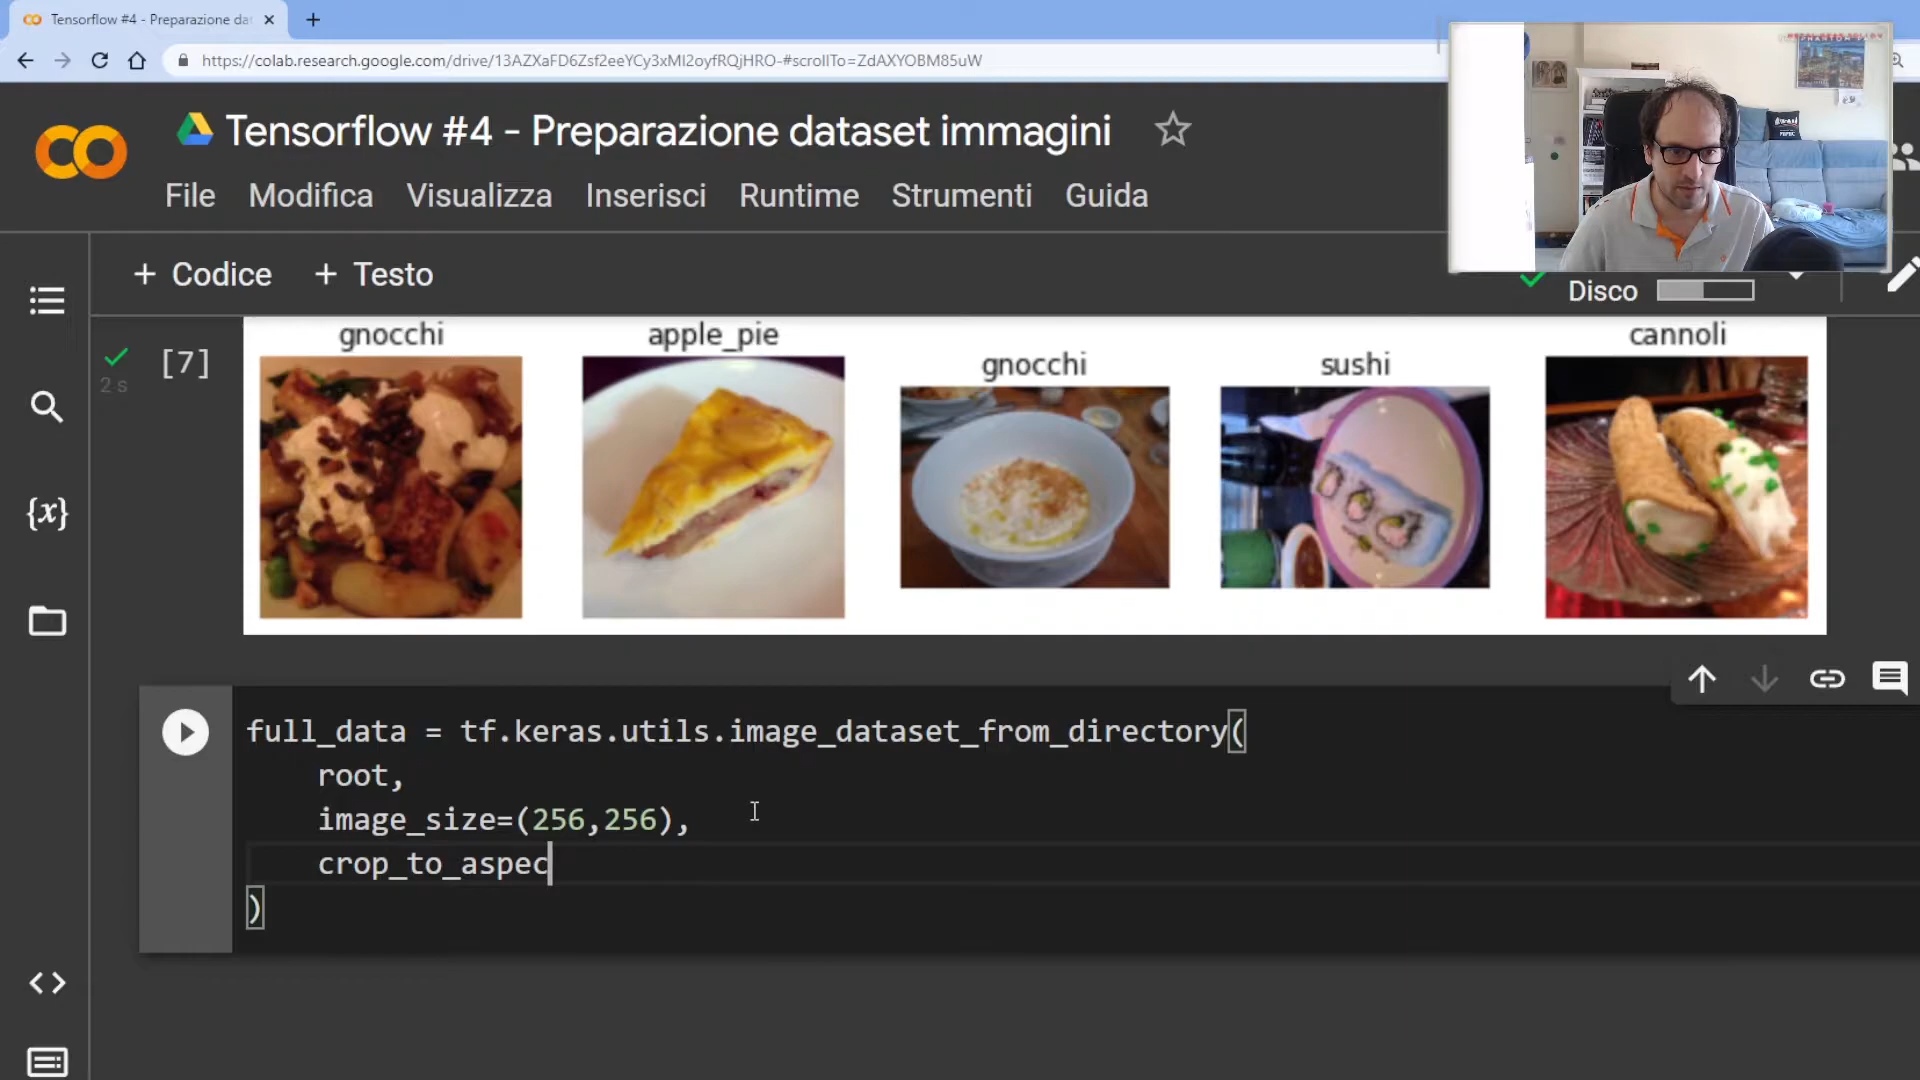 Tensorflow #4 - Preparazione da
https://colab.research.google.com/drive/13AZXaFD6Zsf2eeYCy3xMI2oyfRQjHRO-#scrollTo=ZdAXYOBM85uW
Tensorflow #4 - Preparazione dataset immagini
File Modifica Visualizza Inserisci Runtime Strumenti Guida
+ Codice + Testo
Disco
gnocchi
apple_pie
gnocchi
sushi
cannoli
[7]
2 s
{x}
full_data = tf.keras.utils.image_dataset_from_directory(
root,
image_size=(256,256),
crop_to_aspec
)